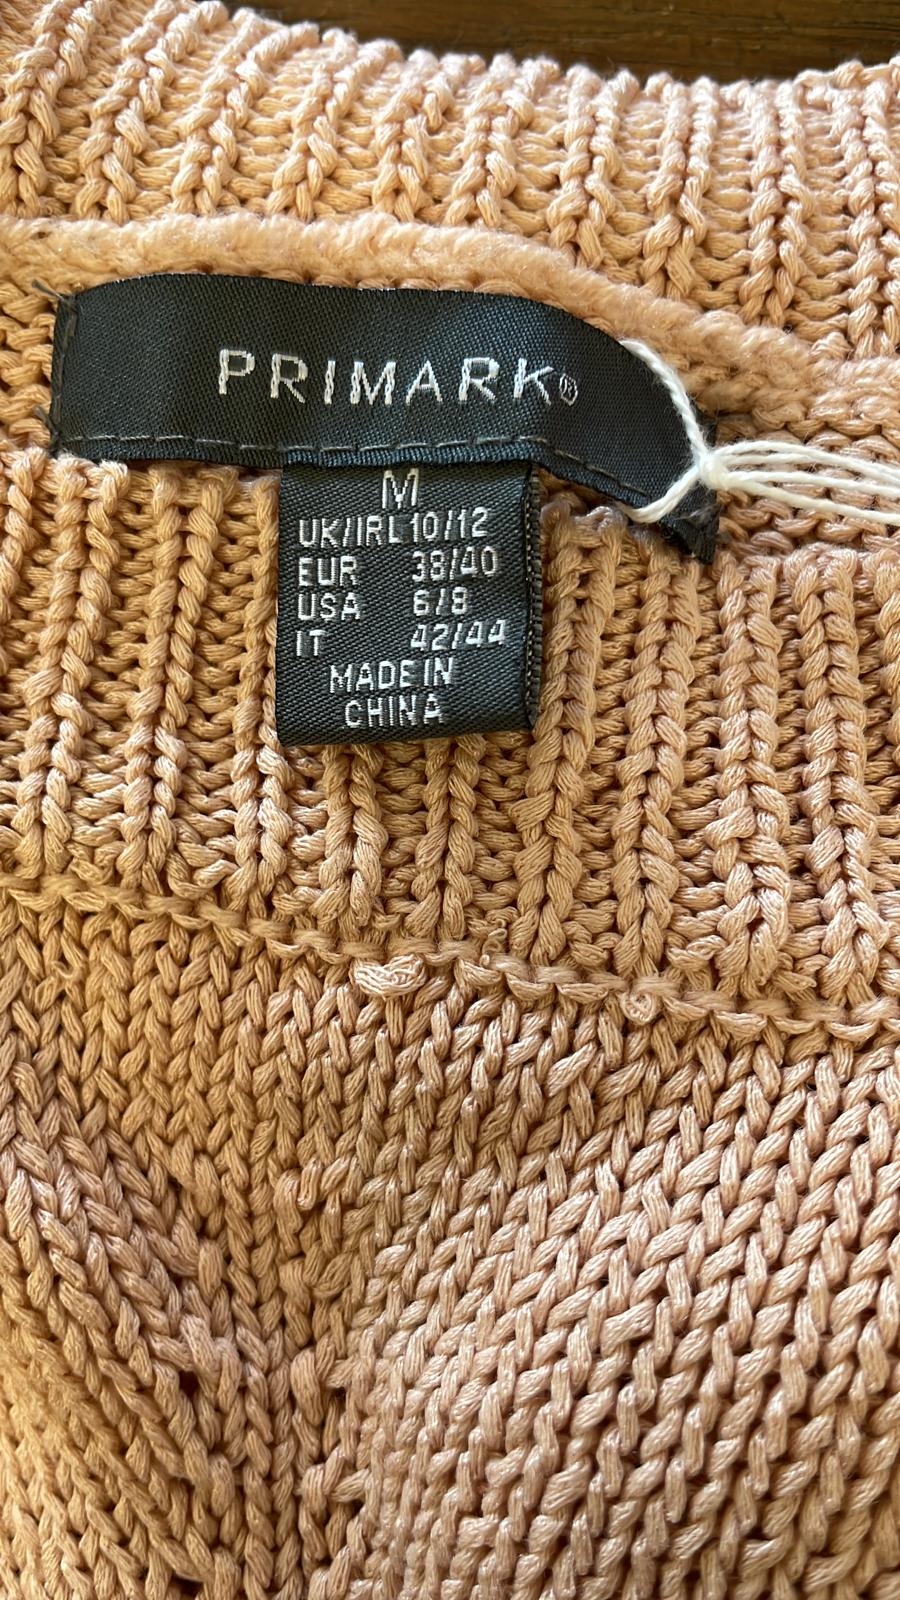 PRIMARK®
M
UK/IRL 10/12
EUR 38/40
USA 6/8
IT 42/44
MADE IN
CHINA